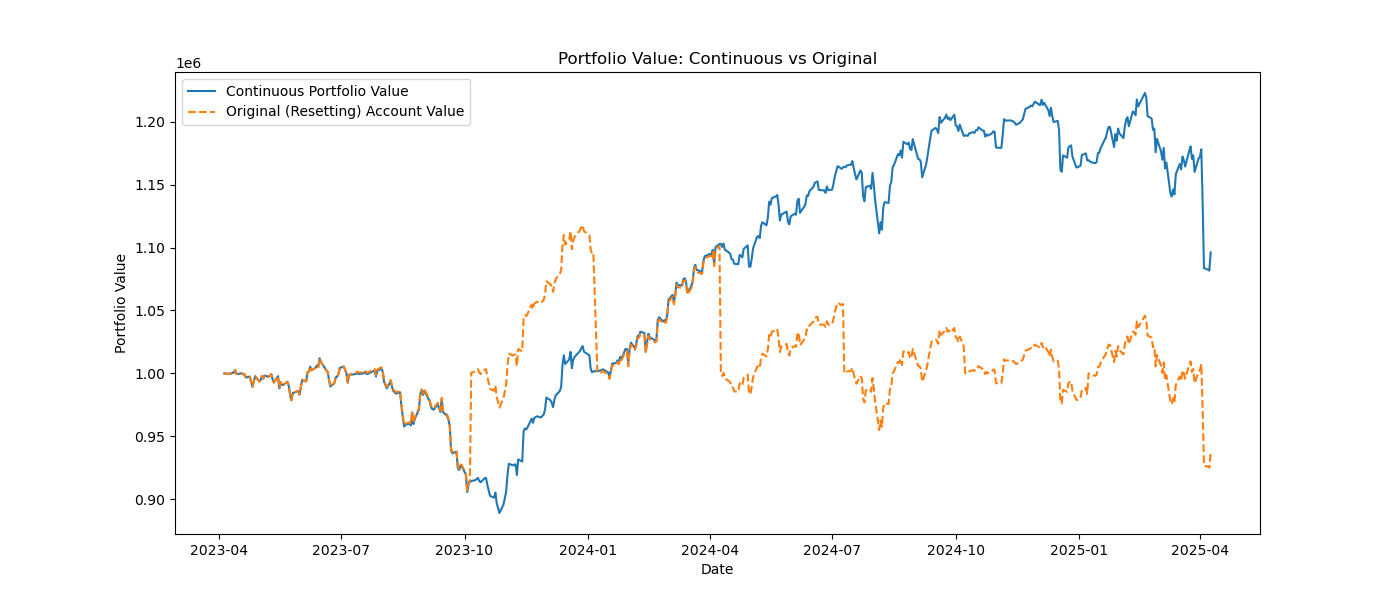 Portfolio Value: Continuous vs Original
1e6
Continuous Portfolio Value
Original (Resetting) Account Value
1.20
1.15
1.10
1.05
1.00
0.95
0.90
Portfolio Value
2023-04 2023-07 2023-10 2024-01 2024-04 2024-07 2024-10 2025-01 2025-04
Date